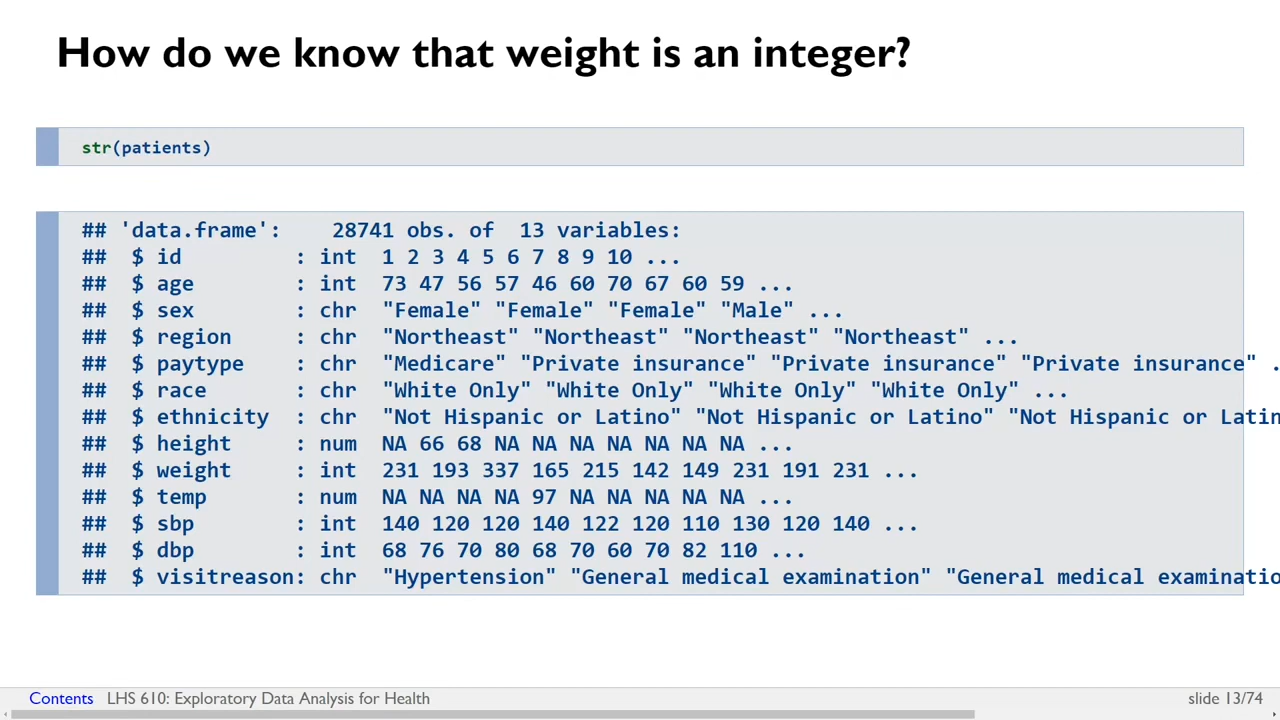 How do we know that weight is an integer?
str(patients)
## 'data.frame':    28741 obs. of  13 variables:
##  $ id         : int  1 2 3 4 5 6 7 8 9 10 ...
##  $ age        : int  73 47 56 57 46 60 70 67 60 59 ...
##  $ sex        : chr  "Female" "Female" "Female" "Male" ...
##  $ region     : chr  "Northeast" "Northeast" "Northeast" "Northeast" ...
##  $ paytype    : chr  "Medicare" "Private insurance" "Private insurance" "Private insurance" .
##  $ race       : chr  "White Only" "White Only" "White Only" "White Only" ...
##  $ ethnicity  : chr  "Not Hispanic or Latino" "Not Hispanic or Latino" "Not Hispanic or Latin
##  $ height     : num  NA 66 68 NA NA NA NA NA NA NA ...
##  $ weight     : int  231 193 337 165 215 142 149 231 191 231 ...
##  $ temp       : num  NA NA NA NA 97 NA NA NA NA NA ...
##  $ sbp        : int  140 120 120 140 122 120 110 130 120 140 ...
##  $ dbp        : int  68 76 70 80 68 70 60 70 82 110 ...
##  $ visitreason: chr  "Hypertension" "General medical examination" "General medical examinatio
Contents LHS 610: Exploratory Data Analysis for Health slide 13/74